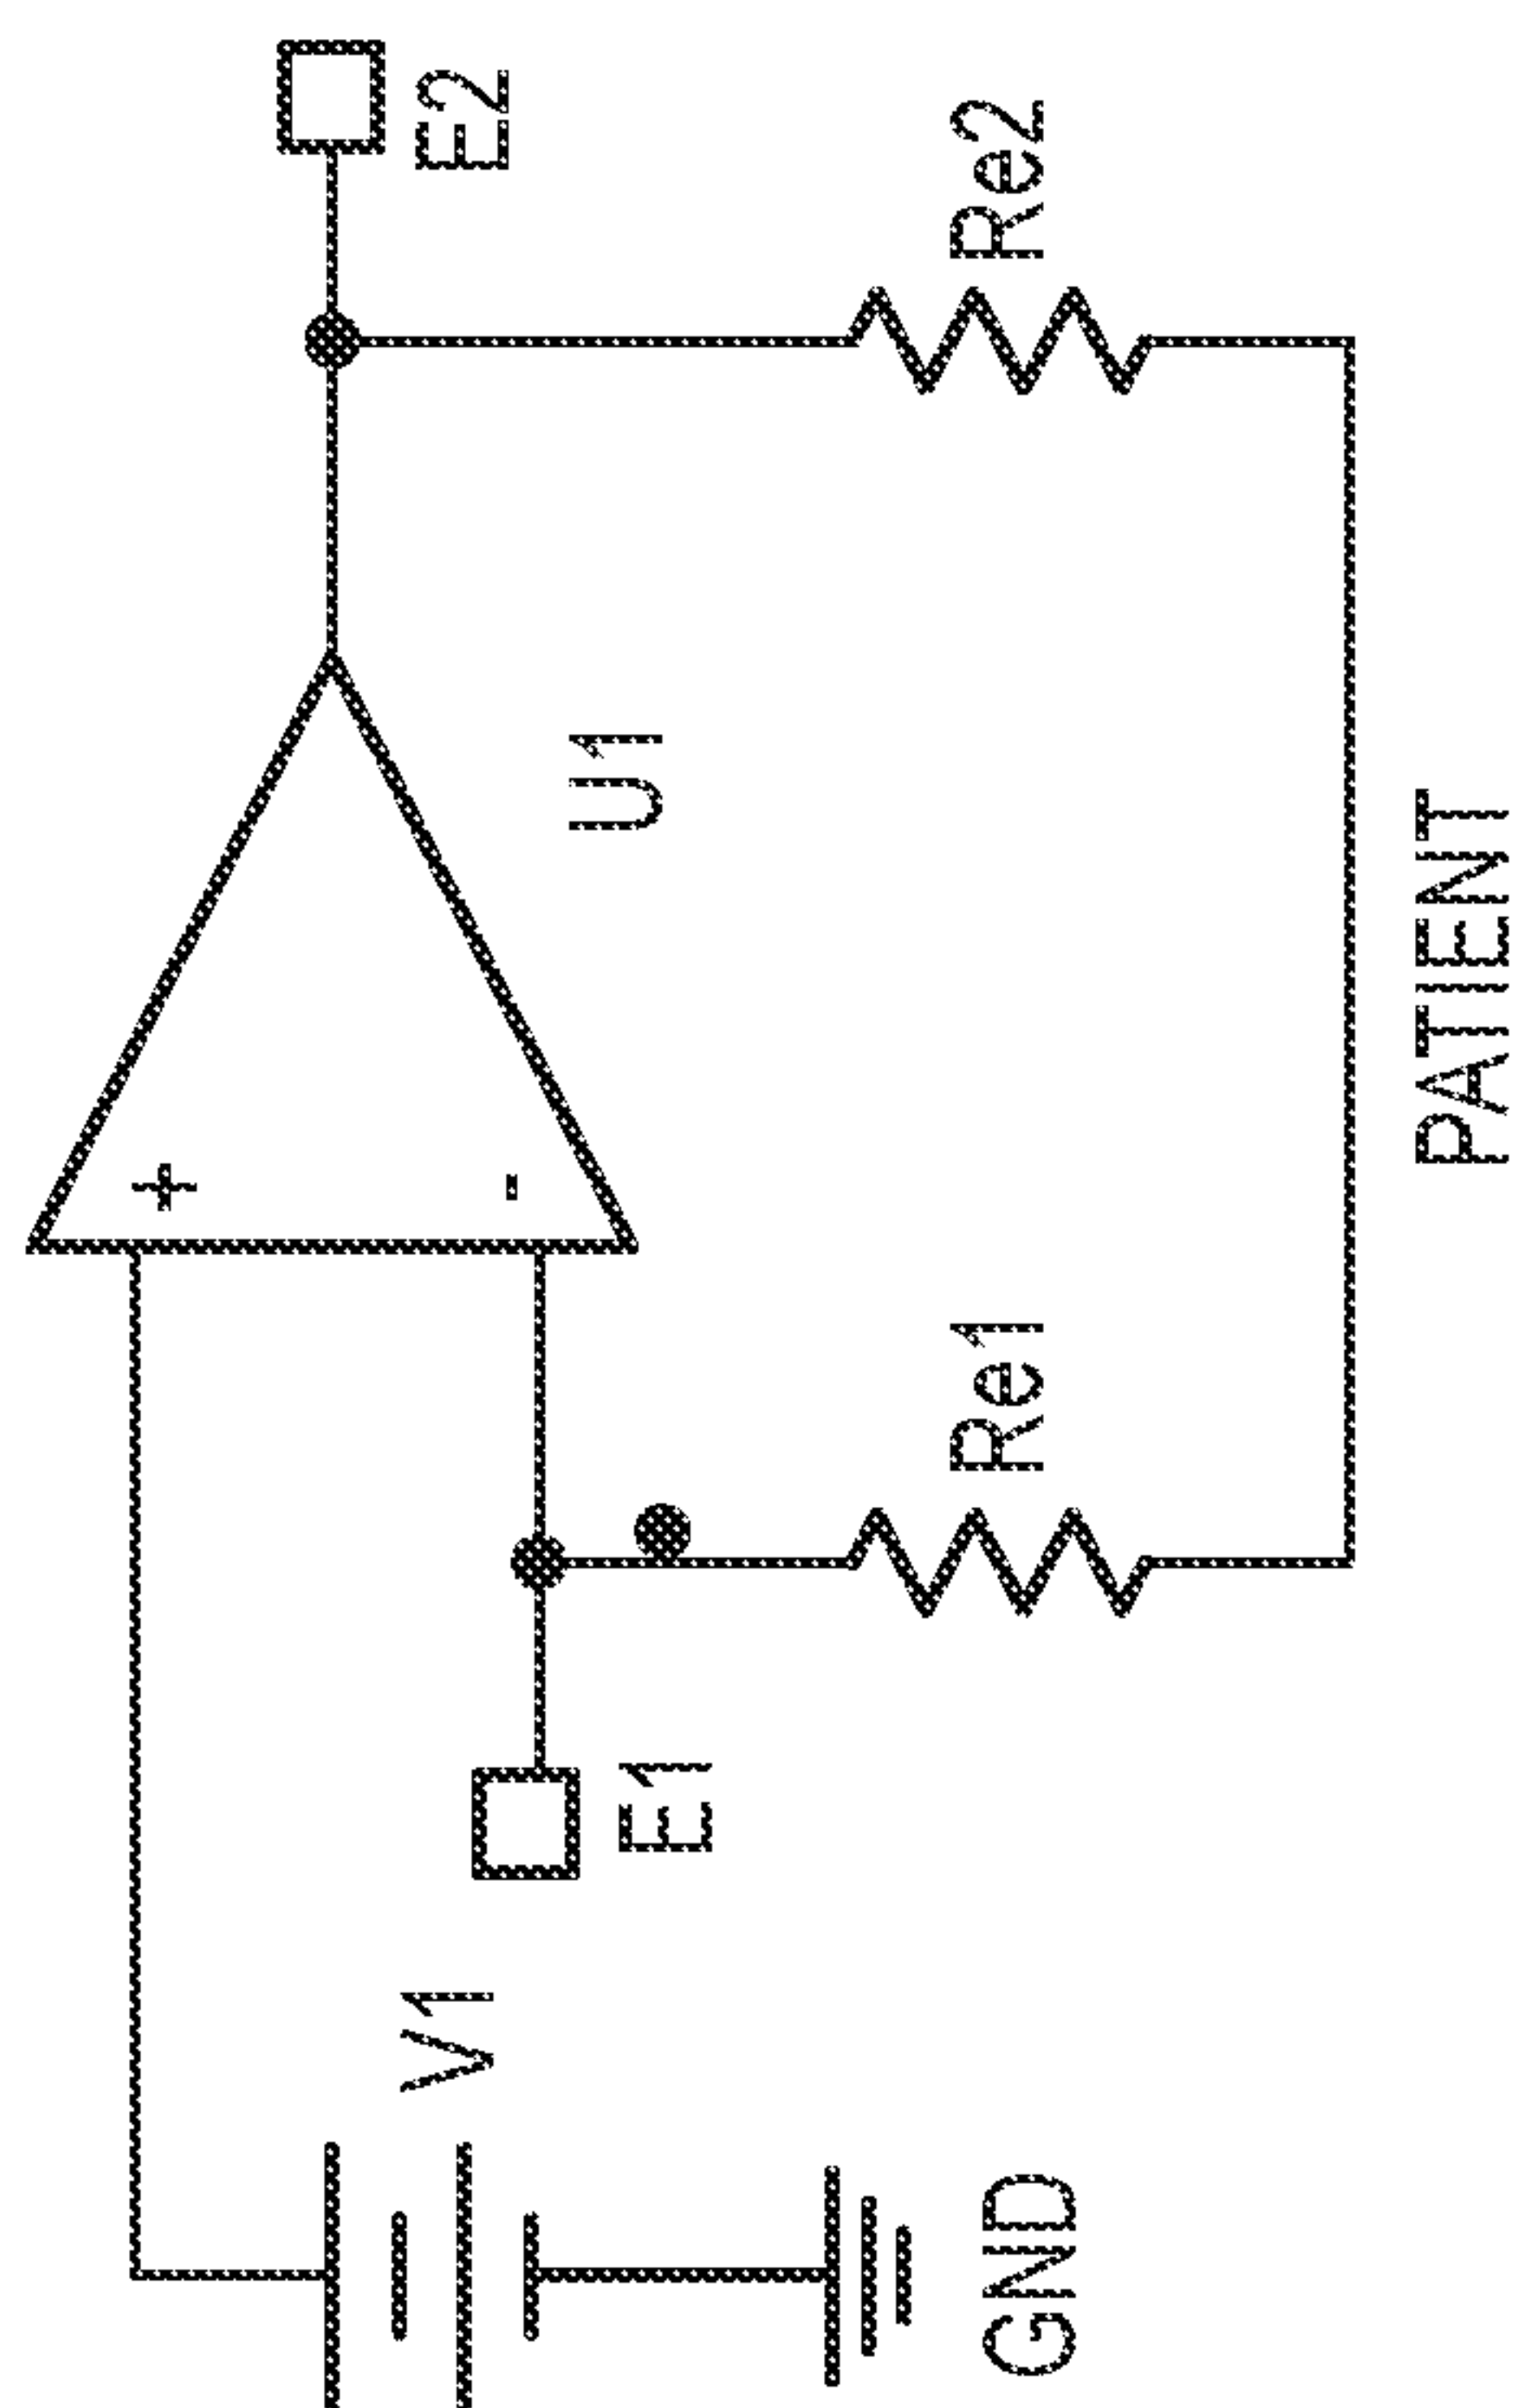 E2
Re2
+
-
U1
Re1
E1
V1
GND
PATIENT